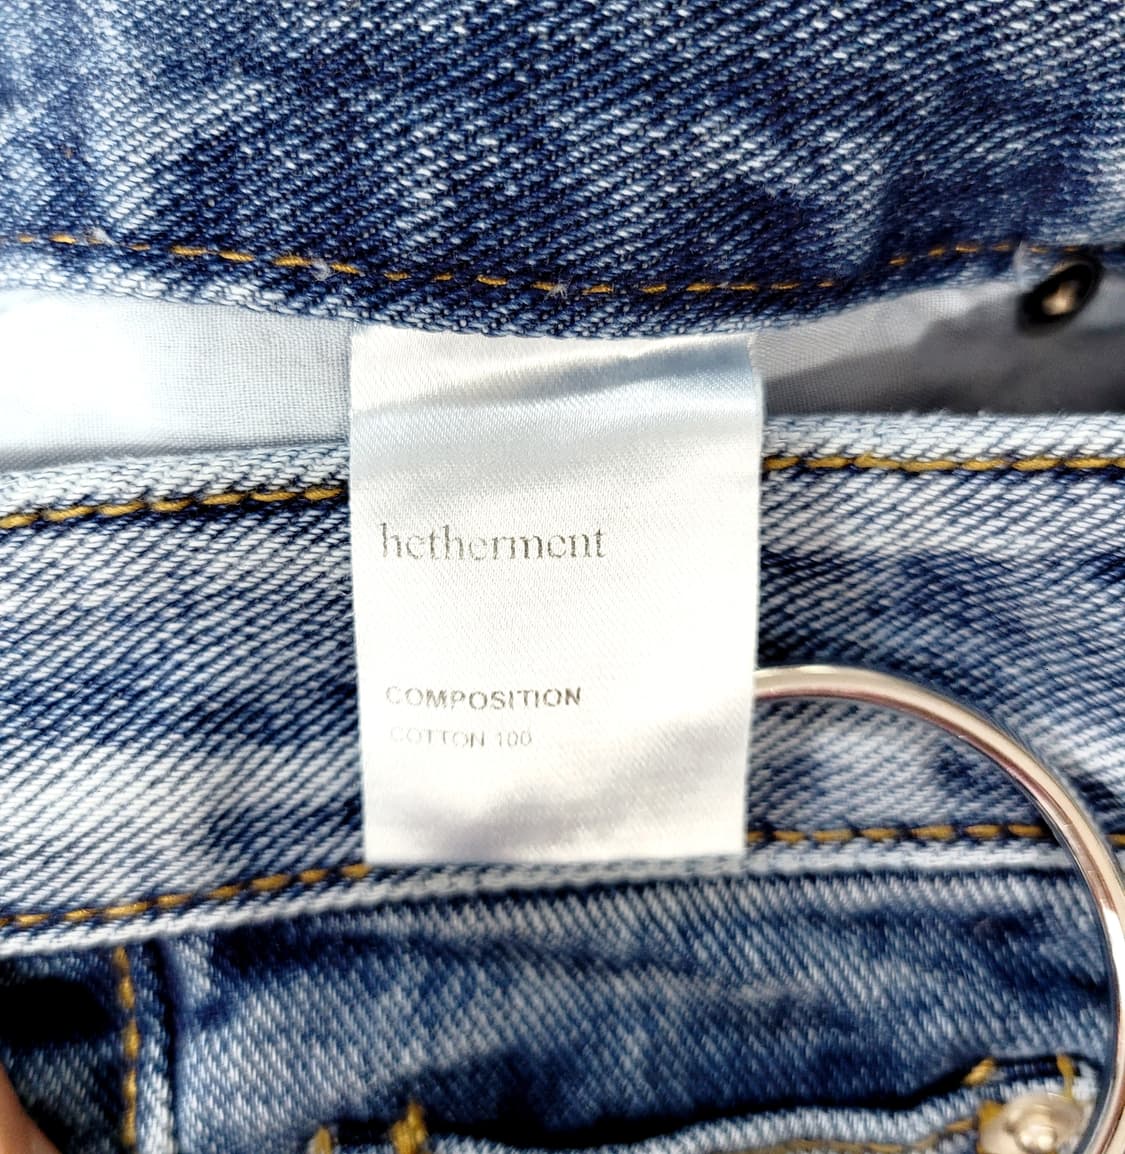 hetherment
COMPOSITION
COTTON 100